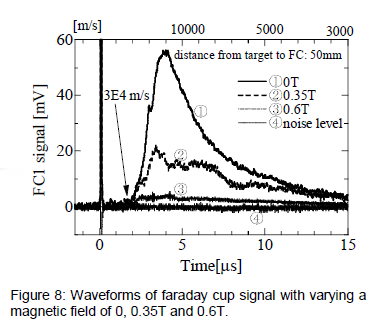 [m/s] 10000 5000 3000
60
distance from target to FC: 50mm
①0T
②0.35T
③0.6T
④noise level
3E4 m/s
①
40
FC1 signal [mV]
②
20
③
0
④
0 5 10 15
Time[μs]
Figure 8: Waveforms of faraday cup signal with varying a
magnetic field of 0, 0.35T and 0.6T.